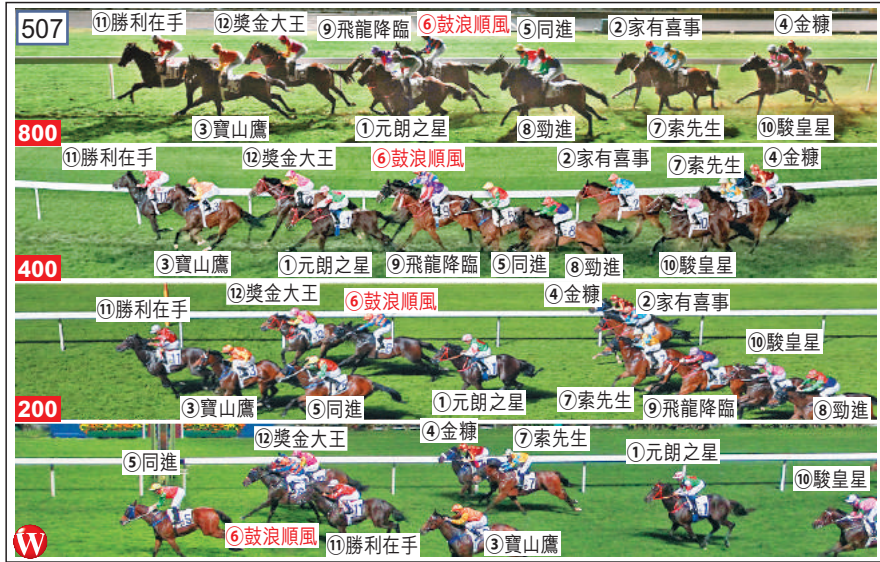 507
⑪勝利在手 ⑫獎金大王 ⑨飛龍降臨 ⑥鼓浪順風 ⑤同進 ②家有喜事 ④金糠
③寶山鷹 ①元朗之星 ⑧勁進 ⑦索先生 ⑩駿皇星
800
⑪勝利在手 ⑫獎金大王 ⑥鼓浪順風 ②家有喜事 ⑦索先生 ④金糠
③寶山鷹 ①元朗之星 ⑨飛龍降臨 ⑤同進 ⑧勁進 ⑩駿皇星
400
⑪勝利在手 ⑫獎金大王 ⑥鼓浪順風 ④金糠 ②家有喜事 ⑩駿皇星
③寶山鷹 ⑤同進 ①元朗之星 ⑦索先生 ⑨飛龍降臨 ⑧勁進
200
⑤同進 ⑫獎金大王 ④金糠 ⑦索先生 ①元朗之星 ⑩駿皇星
⑥鼓浪順風 ⑪勝利在手 ③寶山鷹
W